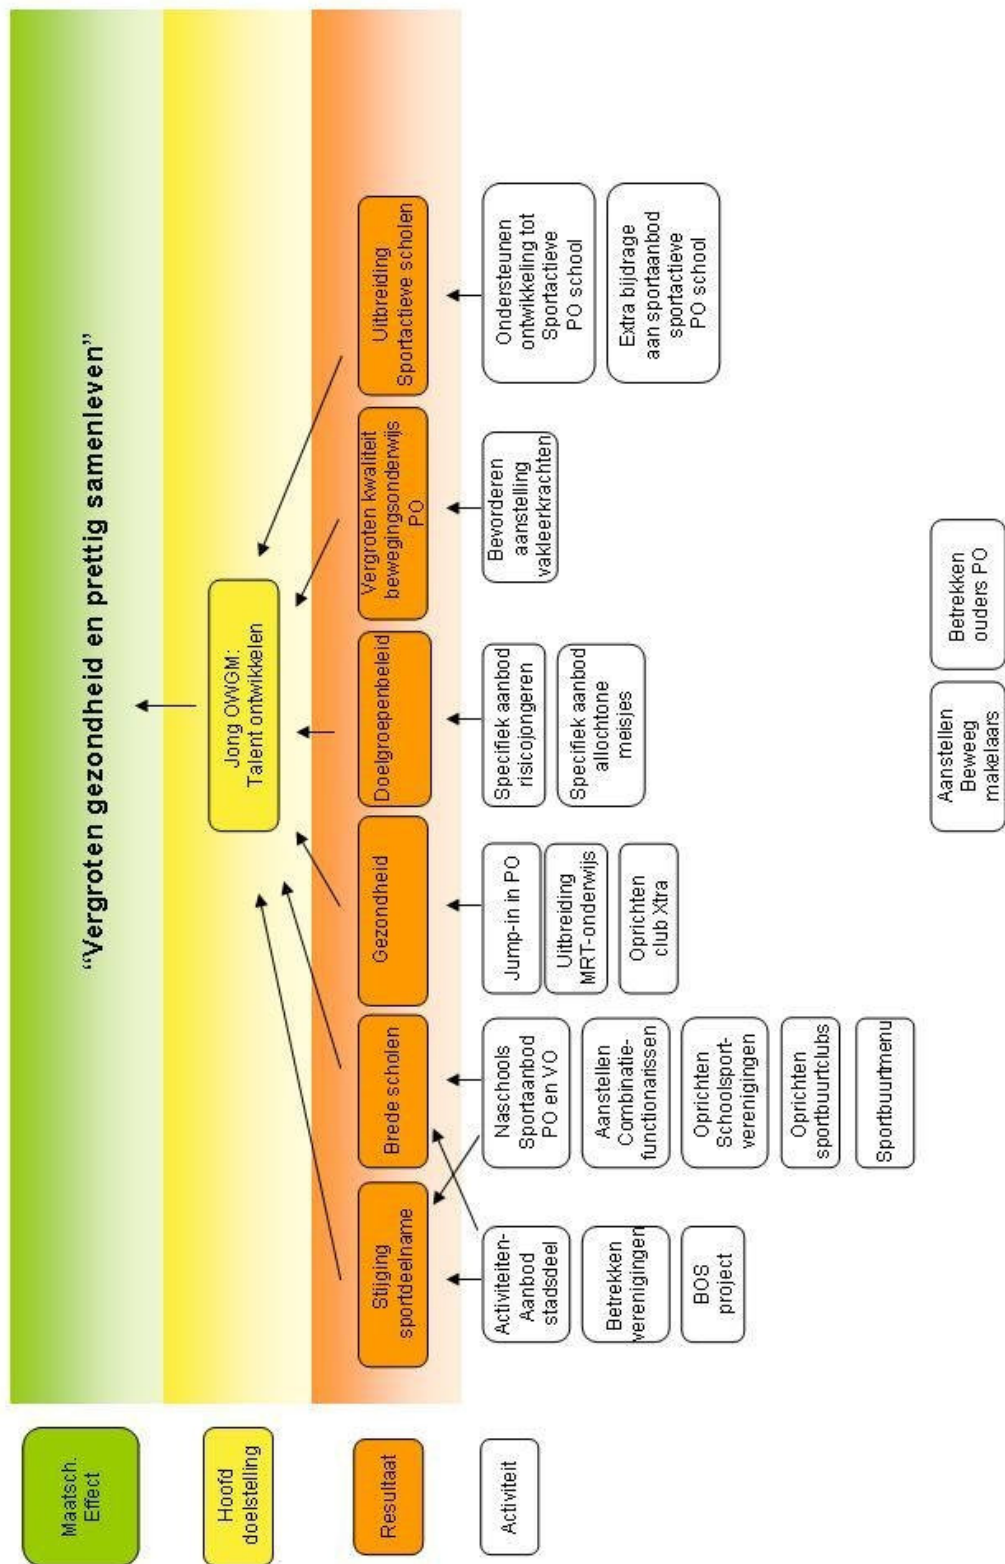 Maatsch.
Effect
“Vergroten gezondheid en prettig samenleven”
Hoofd
doelstelling
Jong OWGM:
Talent ontwikkelen
Resultaat
Stijging
sportdeelname
Brede scholen
Gezondheid
Doelgroepenbeleid
Vergroten kwaliteit
bewegingsonderwijs
PO
Uitbreiding
Sportactieve scholen
Activiteit
Activiteiten-
Aanbod
stadsdeel
Betrekken
verenigingen
BOS
project
Naschools
Sportaanbod
PO en VO
Aanstellen
Combinatie-
functionarissen
Oprichten
Schoolsport-
verenigingen
Oprichten
sportbuurtclubs
Sportbuurtmenu
Jump-in in PO
Uitbreiding
MRT-onderwijs
Oprichten
club Xtra
Specifiek aanbod
risicojongeren
Specifiek aanbod
allochtone
meisjes
Bevorderen
aanstelling
vakleerkrachten
Ondersteunen
ontwikkeling tot
Sportactieve
PO school
Extra bijdrage
aan sportaanbod
sportactieve
PO school
Aanstellen
Beweeg
makelaars
Betrekken
ouders PO